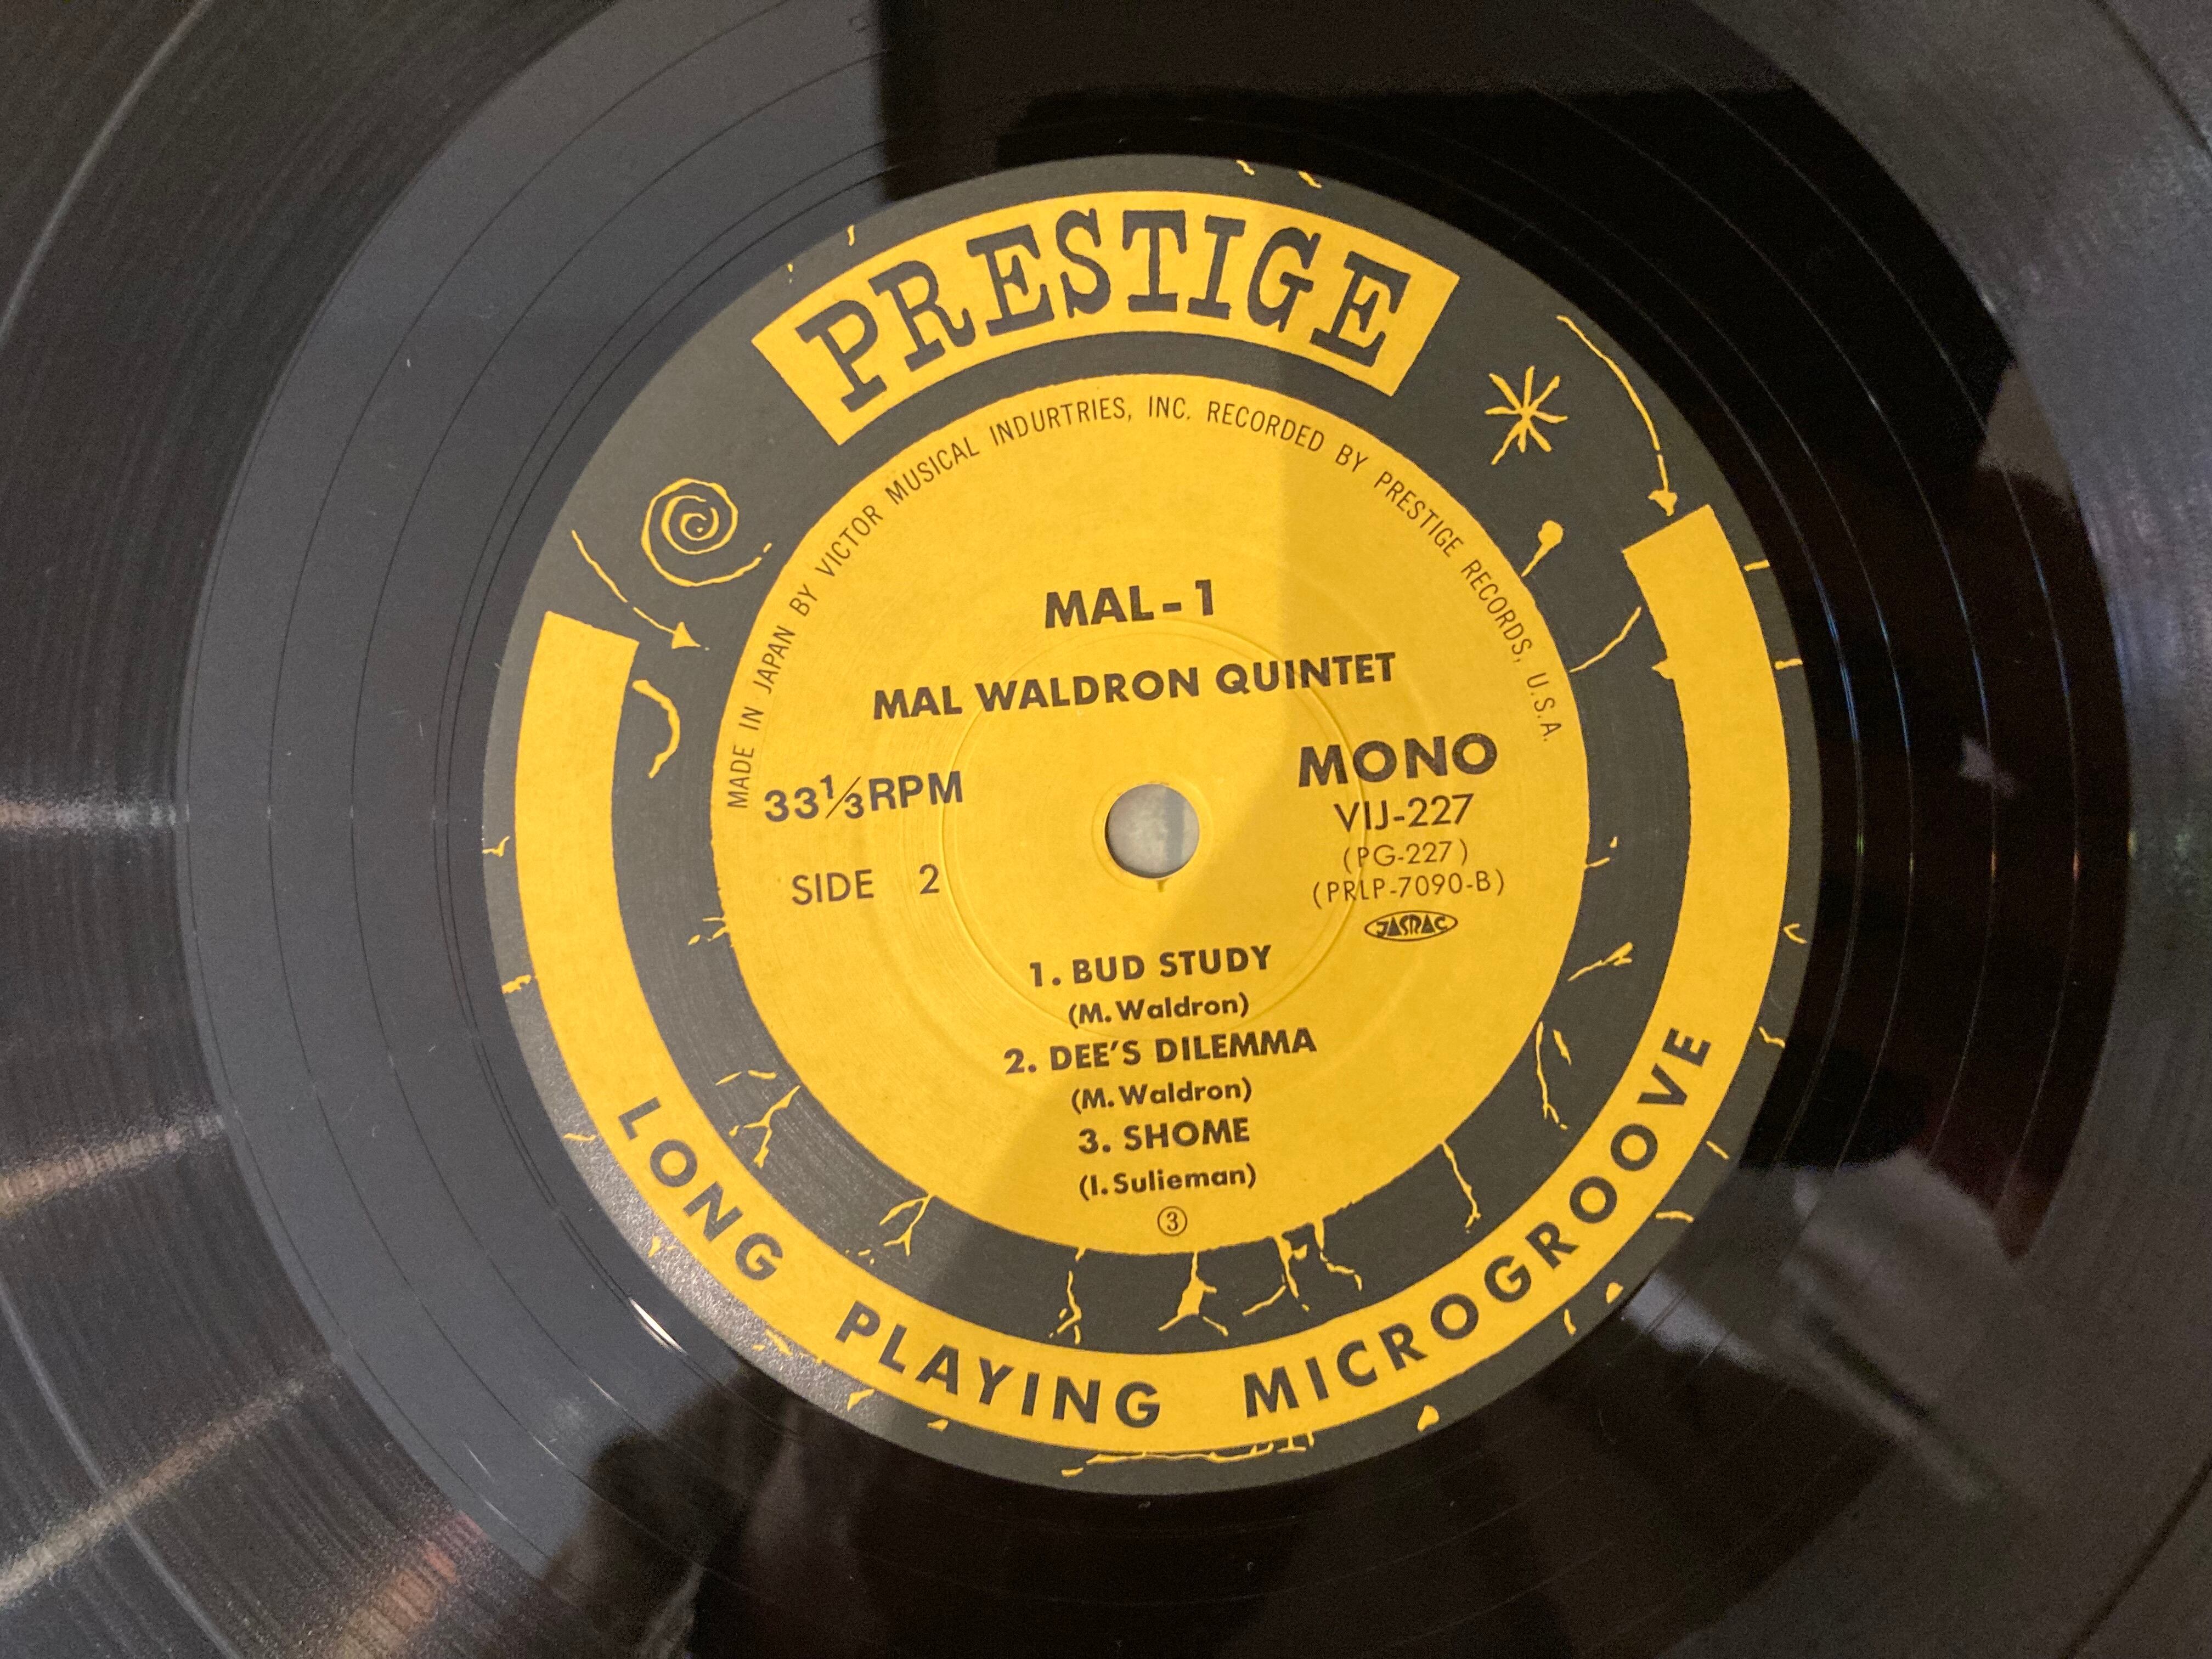 PRESTIGE
MADE IN JAPAN BY VICTOR MUSICAL INDURTRIES, INC. RECORDED BY PRESTIGE RECORDS, U.S.A.
MAL-1
MAL WALDRON QUINTET
33⅓RPM
SIDE 2
MONO
VIJ-227
(PG-227)
(PRLP-7090-B)
JASRAC
1. BUD STUDY
(M. Waldron)
2. DEE'S DILEMMA
(M. Waldron)
3. SHOME
(I. Sulieman)
③
LONG PLAYING MICROGROOVE